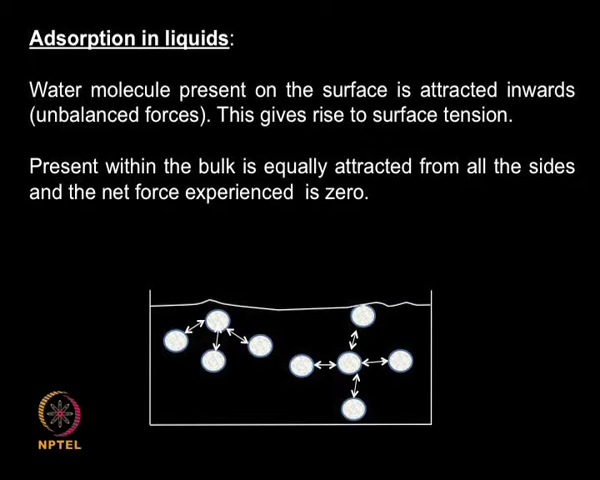 Adsorption in liquids:
Water molecule present on the surface is attracted inwards
(unbalanced forces). This gives rise to surface tension.
Present within the bulk is equally attracted from all the sides
and the net force experienced is zero.
NPTEL